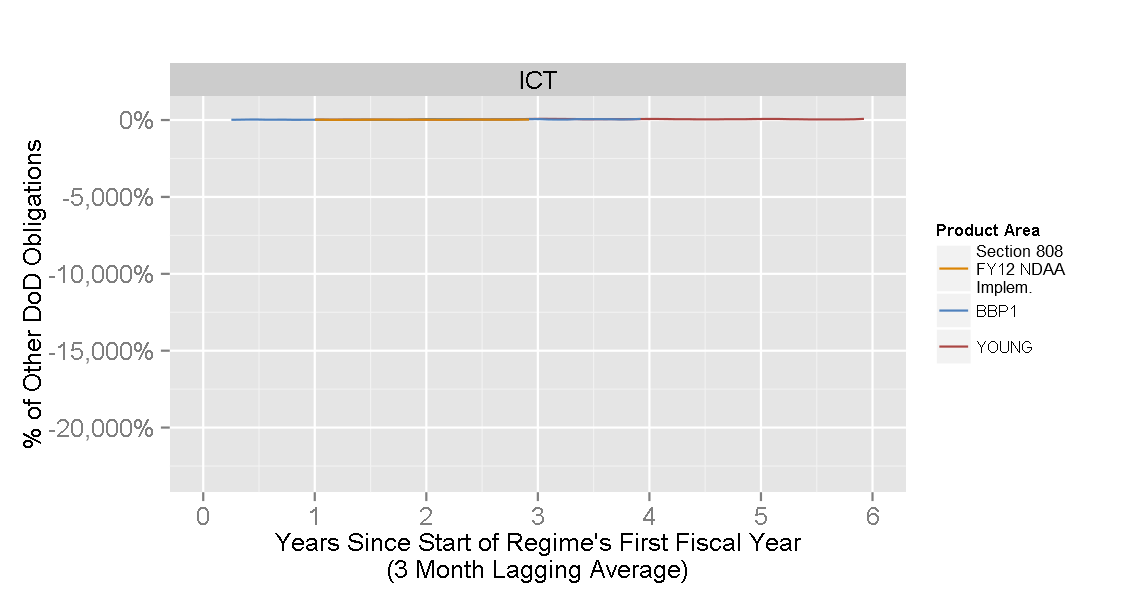 ICT
% of Other DoD Obligations
0%
-5,000%
-10,000%
-15,000%
-20,000%
0 1 2 3 4 5 6
Years Since Start of Regime's First Fiscal Year
(3 Month Lagging Average)
Product Area
Section 808
FY12 NDAA
Implem.
BBP1
YOUNG